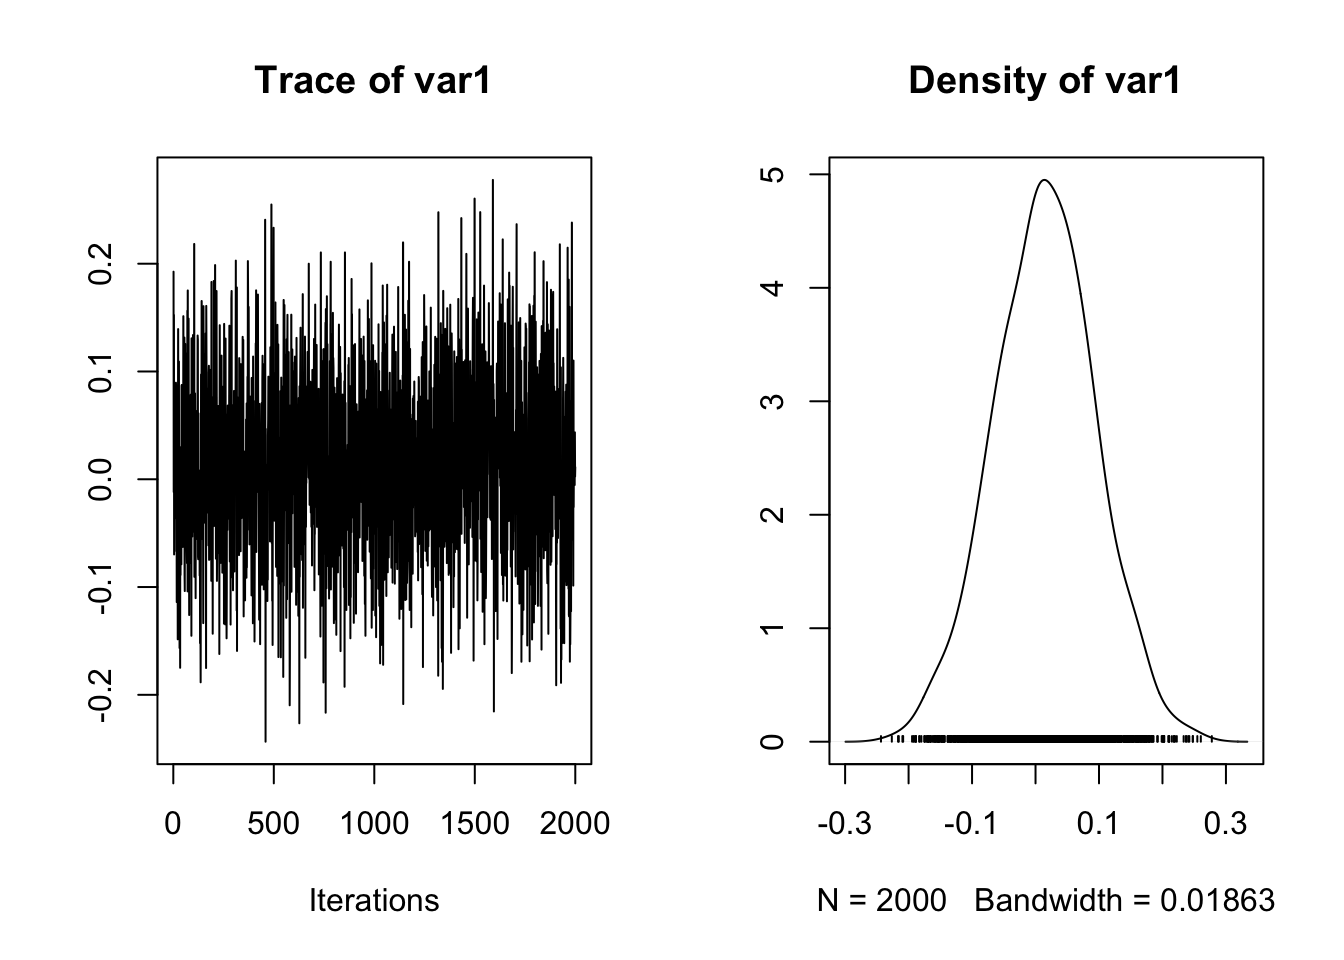 Trace of var1
0.2
0.1
0.0
-0.1
-0.2
0 500 1000 1500 2000
Iterations
Density of var1
5
4
3
2
1
0
-0.3 -0.1 0.1 0.3
N = 2000 Bandwidth = 0.01863